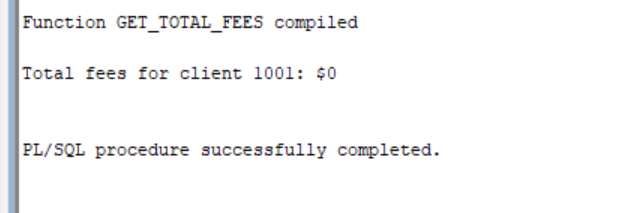 Function GET_TOTAL_FEES compiled
Total fees for client 1001: $0
PL/SQL procedure successfully completed.